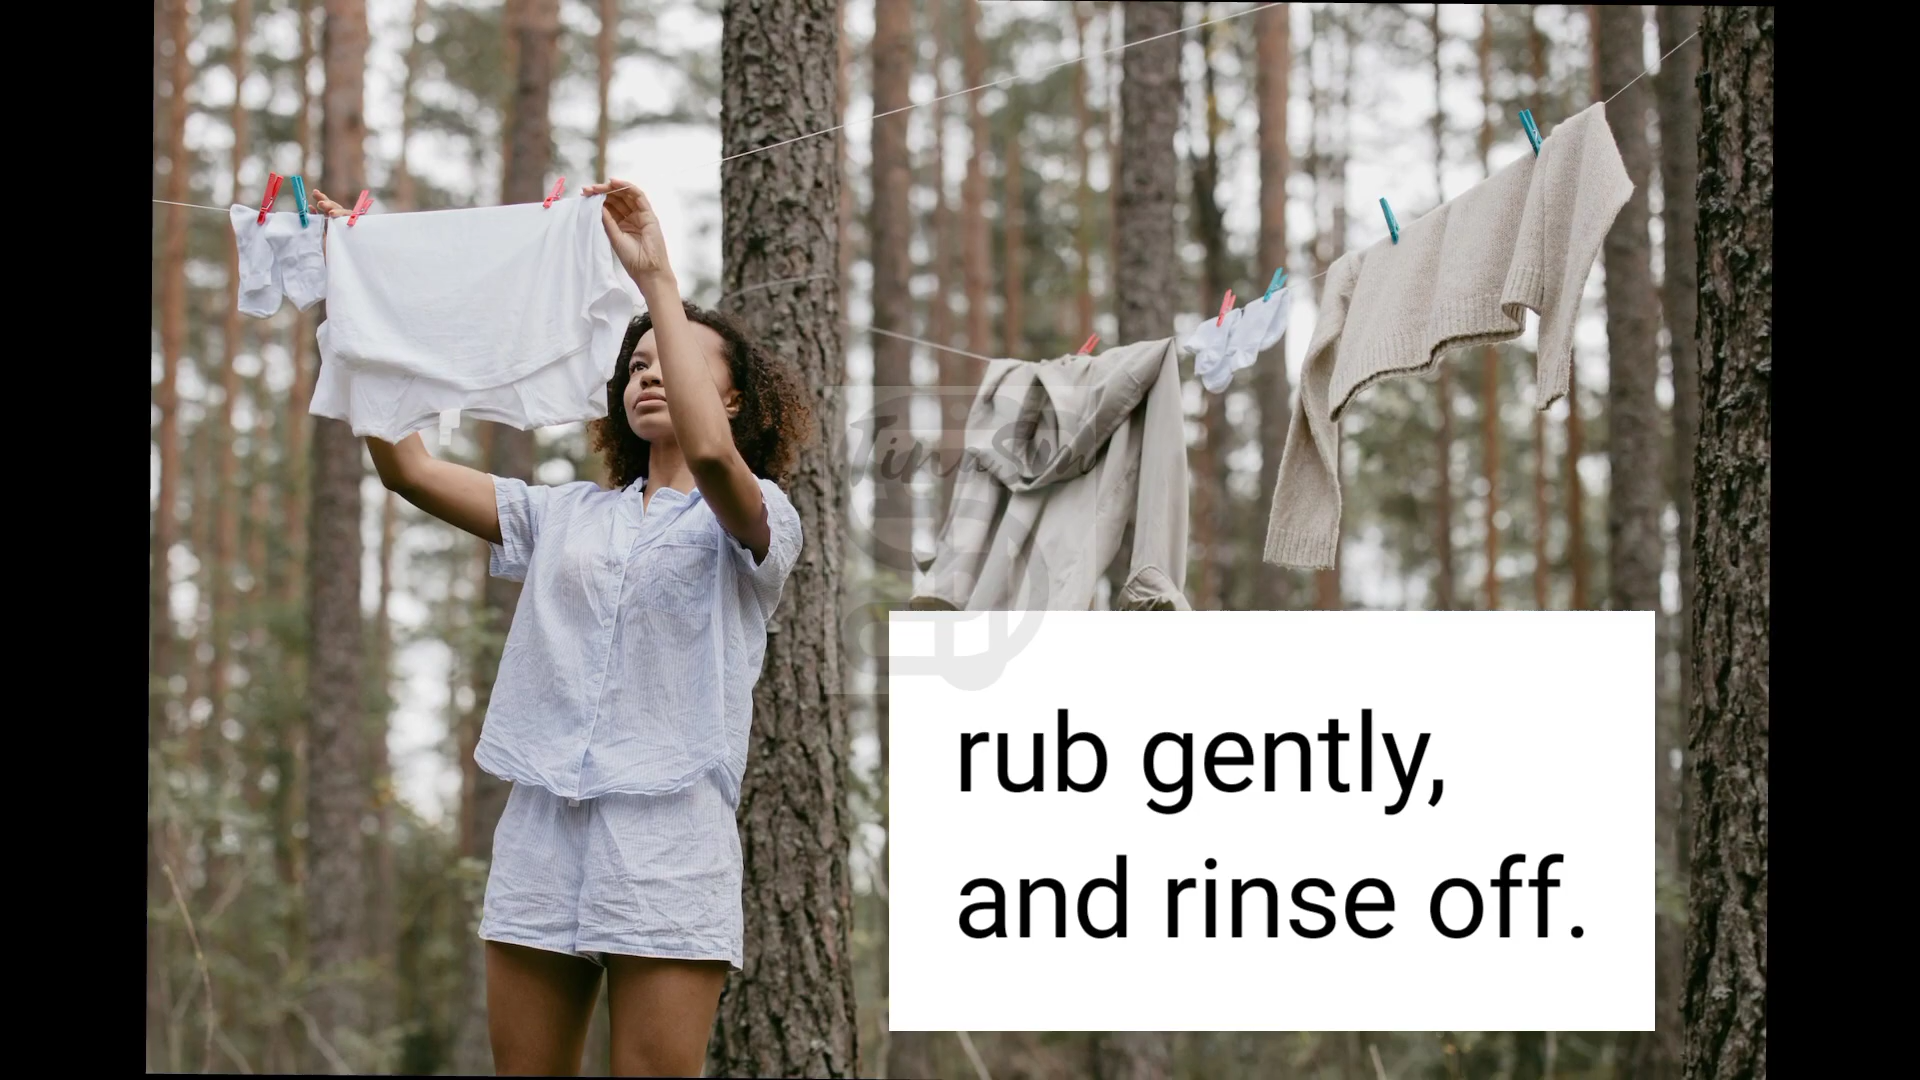 rub gently,
and rinse off.